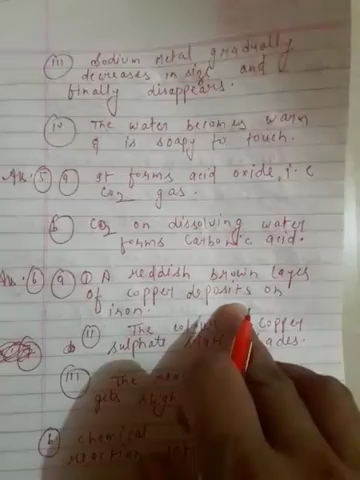 iii) Sodium metal gradually
decreases in size and
finally disappears.
iv) The water becomes warm
& is soapy to touch.
Ans. 5 a It forms acid oxide, i.e
CO2 gas.
b CO2 on dissolving water
forms Carbonic acid.
Ans. 6 a i A reddish brown layer
of copper deposits on
iron.
ii The copper
sulphate fades.
iii The
gets
b chemical
reaction